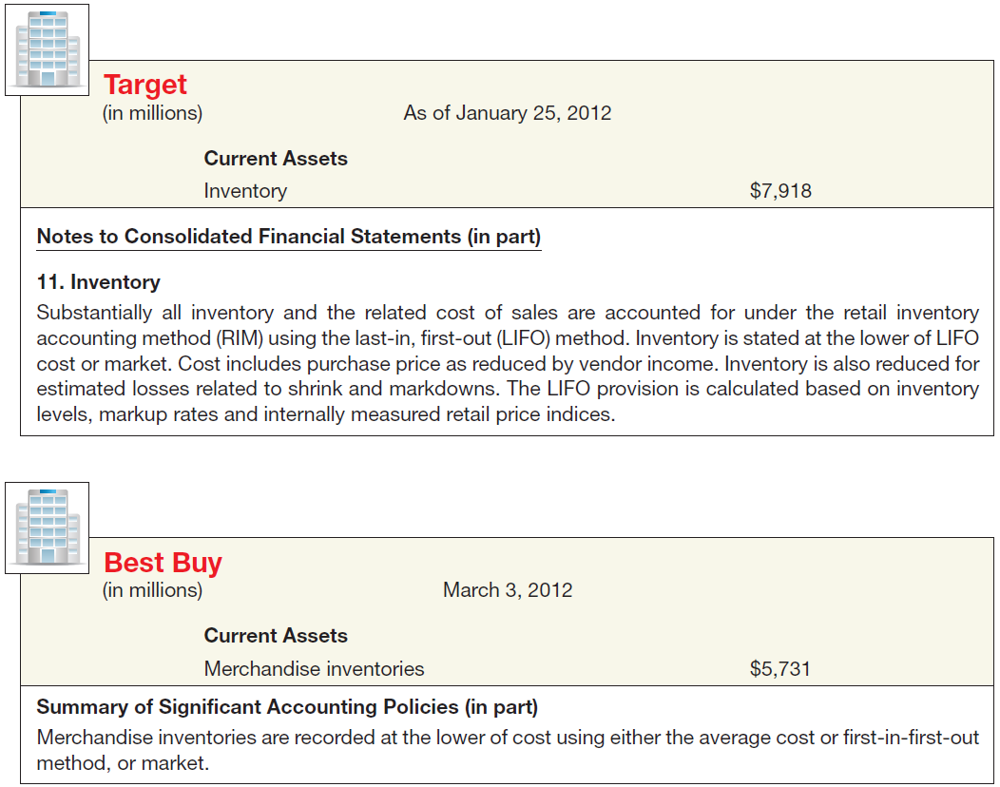 Target
(in millions) As of January 25, 2012
Current Assets
Inventory $7,918
Notes to Consolidated Financial Statements (in part)
11. Inventory
Substantially all inventory and the related cost of sales are accounted for under the retail inventory
accounting method (RIM) using the last-in, first-out (LIFO) method. Inventory is stated at the lower of LIFO
cost or market. Cost includes purchase price as reduced by vendor income. Inventory is also reduced for
estimated losses related to shrink and markdowns. The LIFO provision is calculated based on inventory
levels, markup rates and internally measured retail price indices.
Best Buy
(in millions) March 3, 2012
Current Assets
Merchandise inventories $5,731
Summary of Significant Accounting Policies (in part)
Merchandise inventories are recorded at the lower of cost using either the average cost or first-in-first-out
method, or market.